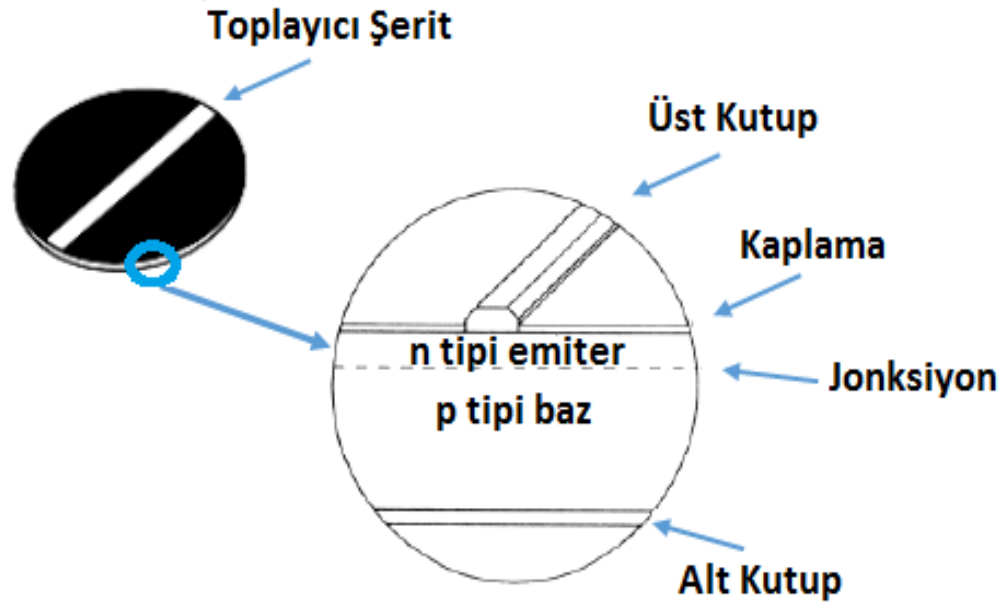 Toplayıcı Şerit
Üst Kutup
Kaplama
n tipi emiter
Jonksiyon
p tipi baz
Alt Kutup